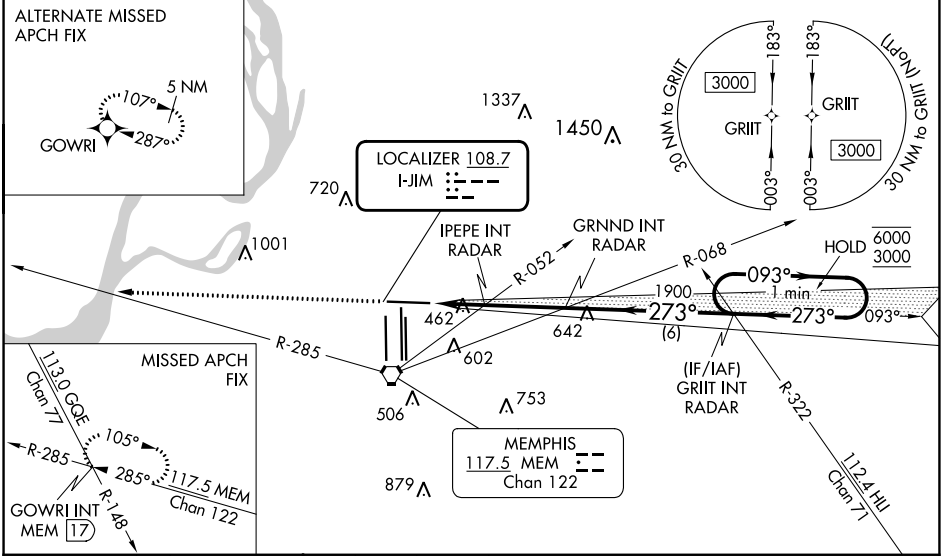 ALTERNATE MISSED
APCH FIX
5 NM
107°
287°
GOWRI
1337
1450
720
1001
LOCALIZER 108.7
I-JIM
30 NM to GRIIT
183°
183°
3000
GRIIT
GRIIT
3000
003°
003°
30 NM to GRIIT (NoPT)
IPEPE INT
RADAR
GRNND INT
RADAR
R-052
R-068
HOLD
6000
3000
093°
1 min
1900
273°
(6)
273°
093°
462
642
602
R-285
(IF/IAF)
GRIIT INT
RADAR
R-322
112.4 HLI
Chan 71
506
753
879
MEMPHIS
117.5 MEM
Chan 122
MISSED APCH
FIX
113.0 GQE
Chan 77
105°
R-285
285°
117.5 MEM
Chan 122
R-148
GOWRI INT
MEM 17